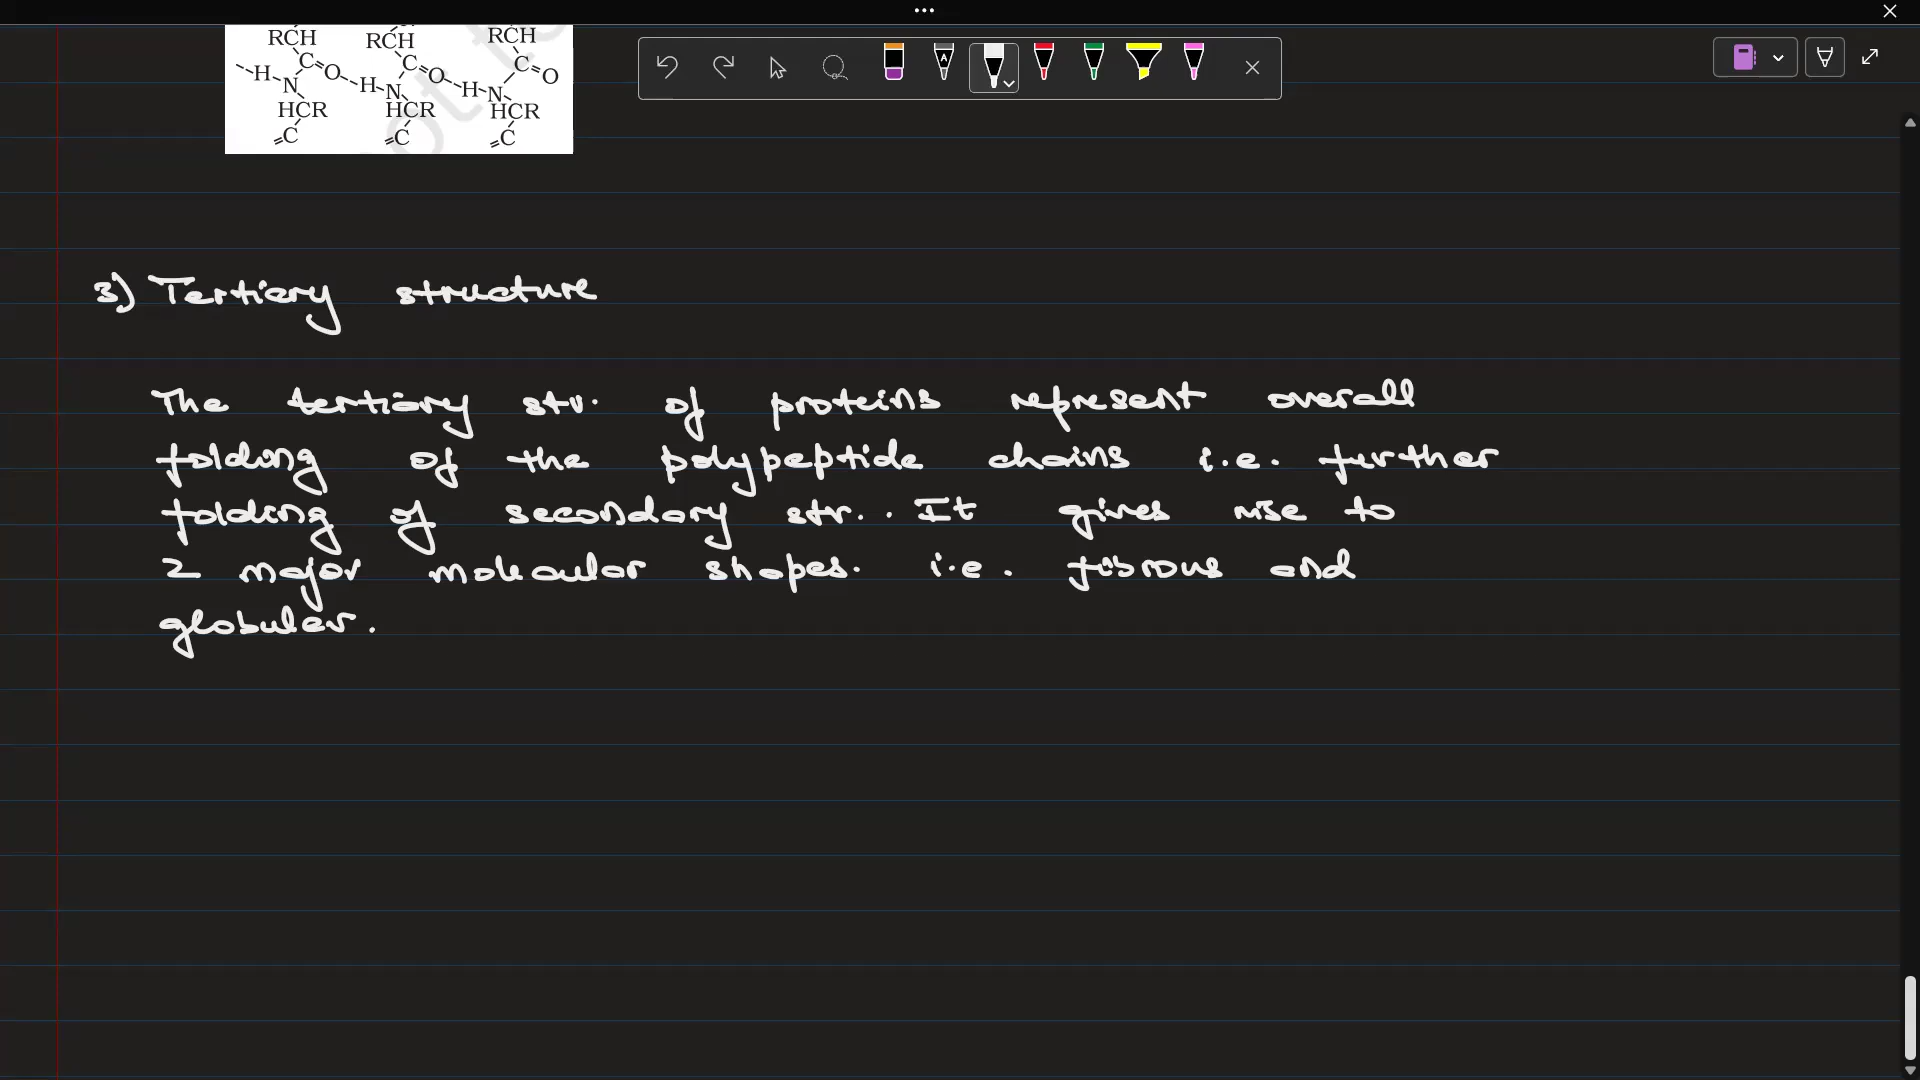 RCH RCH RCH
C O C O C O
H N H N H N
HCR HCR HCR
C C C
3) Tertiary structure
The tertiary str. of proteins represent overall
folding of the polypeptide chains i.e. further
folding of secondary str.. It gives rise to
2 major molecular shapes. i.e. fibrous and
globular.